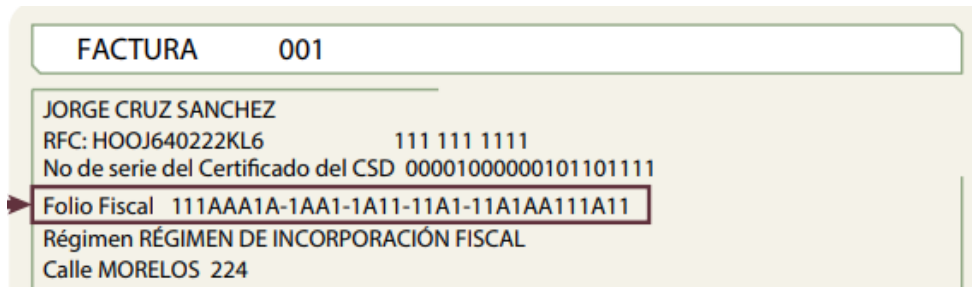 FACTURA 001
JORGE CRUZ SANCHEZ
RFC: HOOJ640222KL6 111 111 1111
No de serie del Certificado del CSD 00001000000101101111
Folio Fiscal 111AAA1A-1AA1-1A11-11A1-11A1AA111A11
Régimen RÉGIMEN DE INCORPORACIÓN FISCAL
Calle MORELOS 224